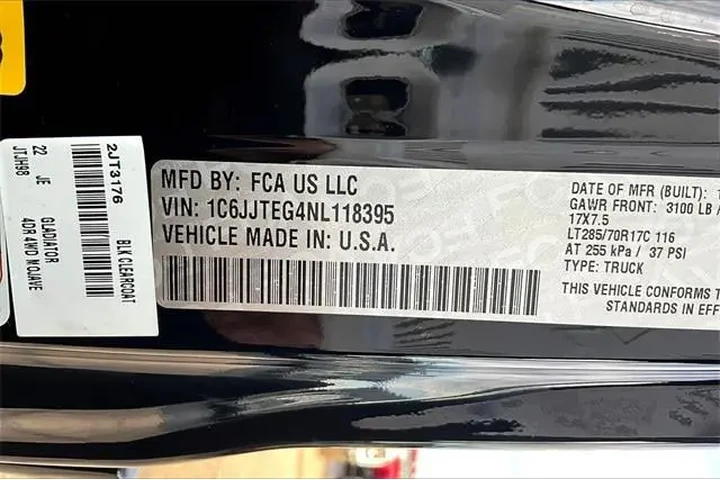 2JT3176
BLK CLEARCOAT
22 JE GLADIATOR
JTJH98 4DR 4WD MOJAVE
MFD BY: FCA US LLC
VIN: 1C6JJTEG4NL118395
VEHICLE MADE IN: U.S.A.
DATE OF MFR (BUILT):
GAWR FRONT: 3100 LB
17X7.5
LT285/70R17C 116
AT 255 kPa / 37 PSI
TYPE: TRUCK
THIS VEHICLE CONFORMS
STANDARDS IN